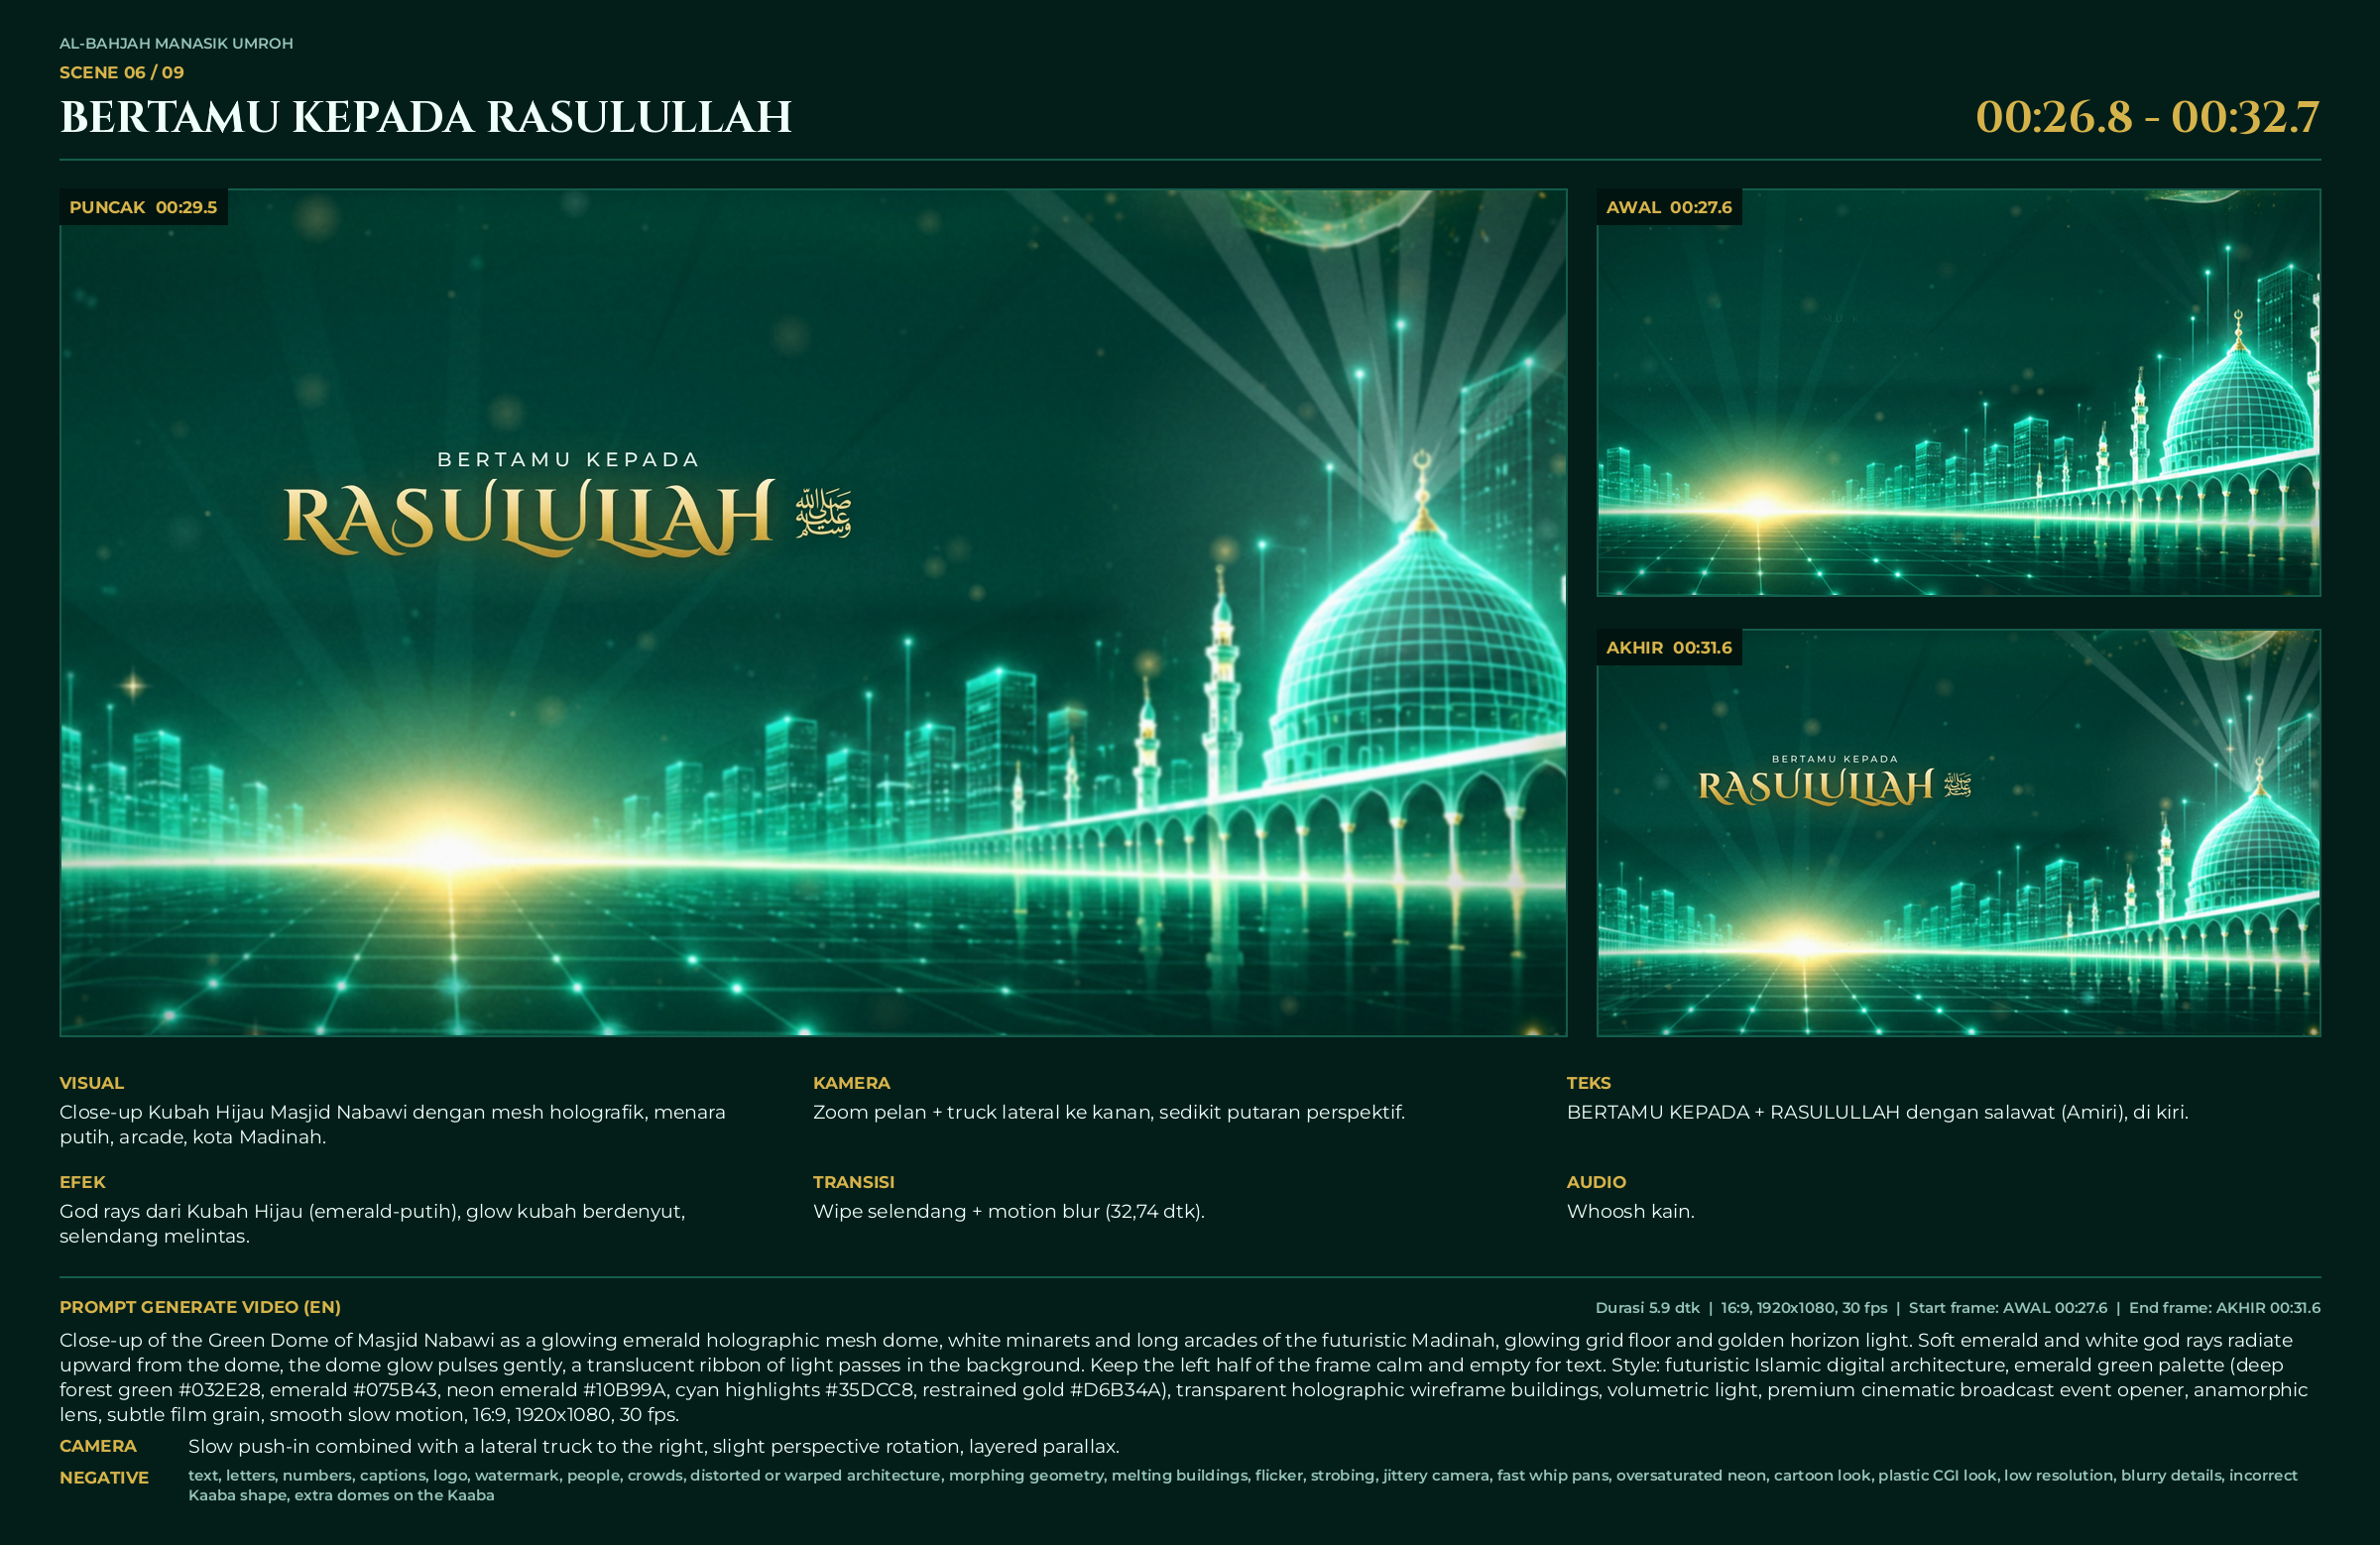 AL-BAHJAH MANASIK UMROH
SCENE 06 / 09
BERTAMU KEPADA RASULULLAH
00:26.8 - 00:32.7
PUNCAK 00:29.5
BERTAMU KEPADA
RASULULLAH ﷺ
AWAL 00:27.6
AKHIR 00:31.6
BERTAMU KEPADA
RASULULLAH ﷺ
VISUAL
Close-up Kubah Hijau Masjid Nabawi dengan mesh holografik, menara
putih, arcade, kota Madinah.
KAMERA
Zoom pelan + truck lateral ke kanan, sedikit putaran perspektif.
TEKS
BERTAMU KEPADA + RASULULLAH dengan salawat (Amiri), di kiri.
EFEK
God rays dari Kubah Hijau (emerald-putih), glow kubah berdenyut,
selendang melintas.
TRANSISI
Wipe selendang + motion blur (32,74 dtk).
AUDIO
Whoosh kain.
PROMPT GENERATE VIDEO (EN)
Durasi 5.9 dtk | 16:9, 1920x1080, 30 fps | Start frame: AWAL 00:27.6 | End frame: AKHIR 00:31.6
Close-up of the Green Dome of Masjid Nabawi as a glowing emerald holographic mesh dome, white minarets and long arcades of the futuristic Madinah, glowing grid floor and golden horizon light. Soft emerald and white god rays radiate
upward from the dome, the dome glow pulses gently, a translucent ribbon of light passes in the background. Keep the left half of the frame calm and empty for text. Style: futuristic Islamic digital architecture, emerald green palette (deep
forest green #032E28, emerald #075B43, neon emerald #10B99A, cyan highlights #35DCC8, restrained gold #D6B34A), transparent holographic wireframe buildings, volumetric light, premium cinematic broadcast event opener, anamorphic
lens, subtle film grain, smooth slow motion, 16:9, 1920x1080, 30 fps.
CAMERA Slow push-in combined with a lateral truck to the right, slight perspective rotation, layered parallax.
NEGATIVE text, letters, numbers, captions, logo, watermark, people, crowds, distorted or warped architecture, morphing geometry, melting buildings, flicker, strobing, jittery camera, fast whip pans, oversaturated neon, cartoon look, plastic CGI look, low resolution, blurry details, incorrect
Kaaba shape, extra domes on the Kaaba